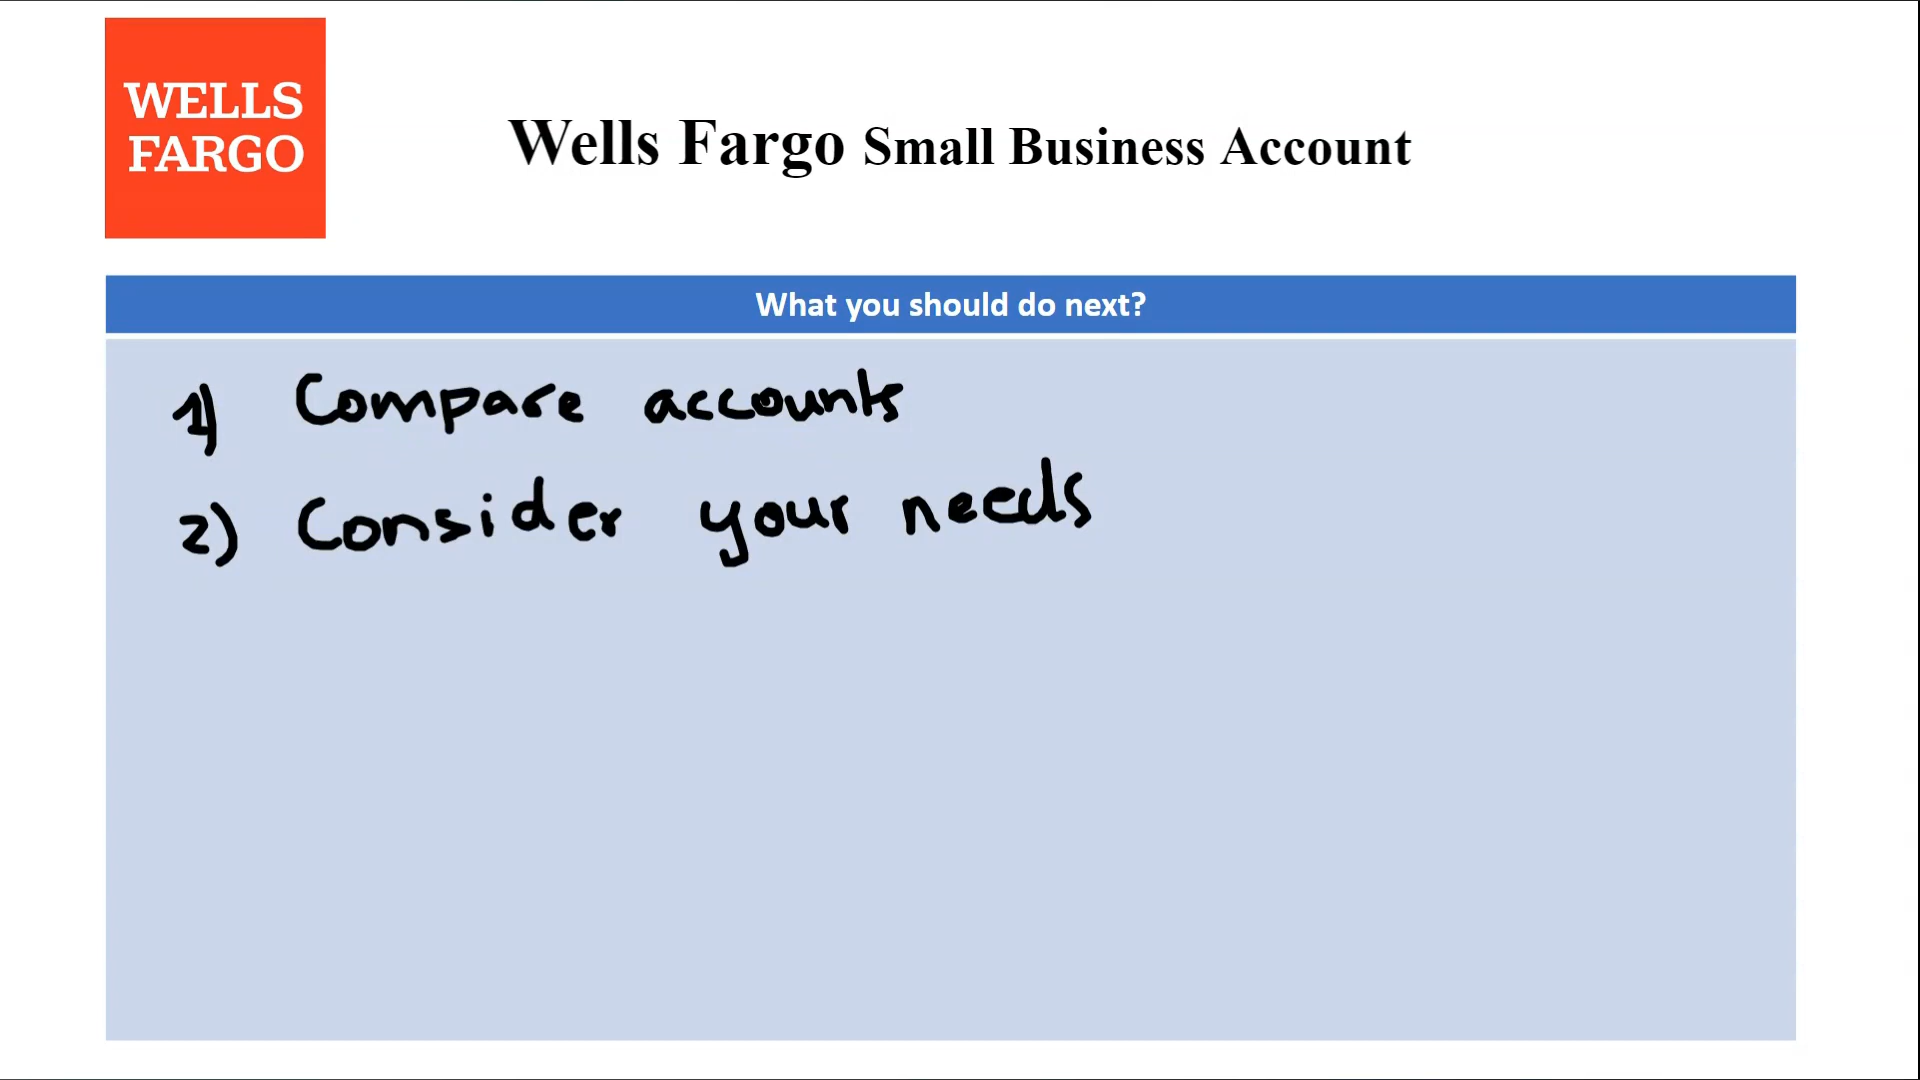 WELLS
FARGO
Wells Fargo Small Business Account
What you should do next?
1) Compare accounts
2) Consider your needs